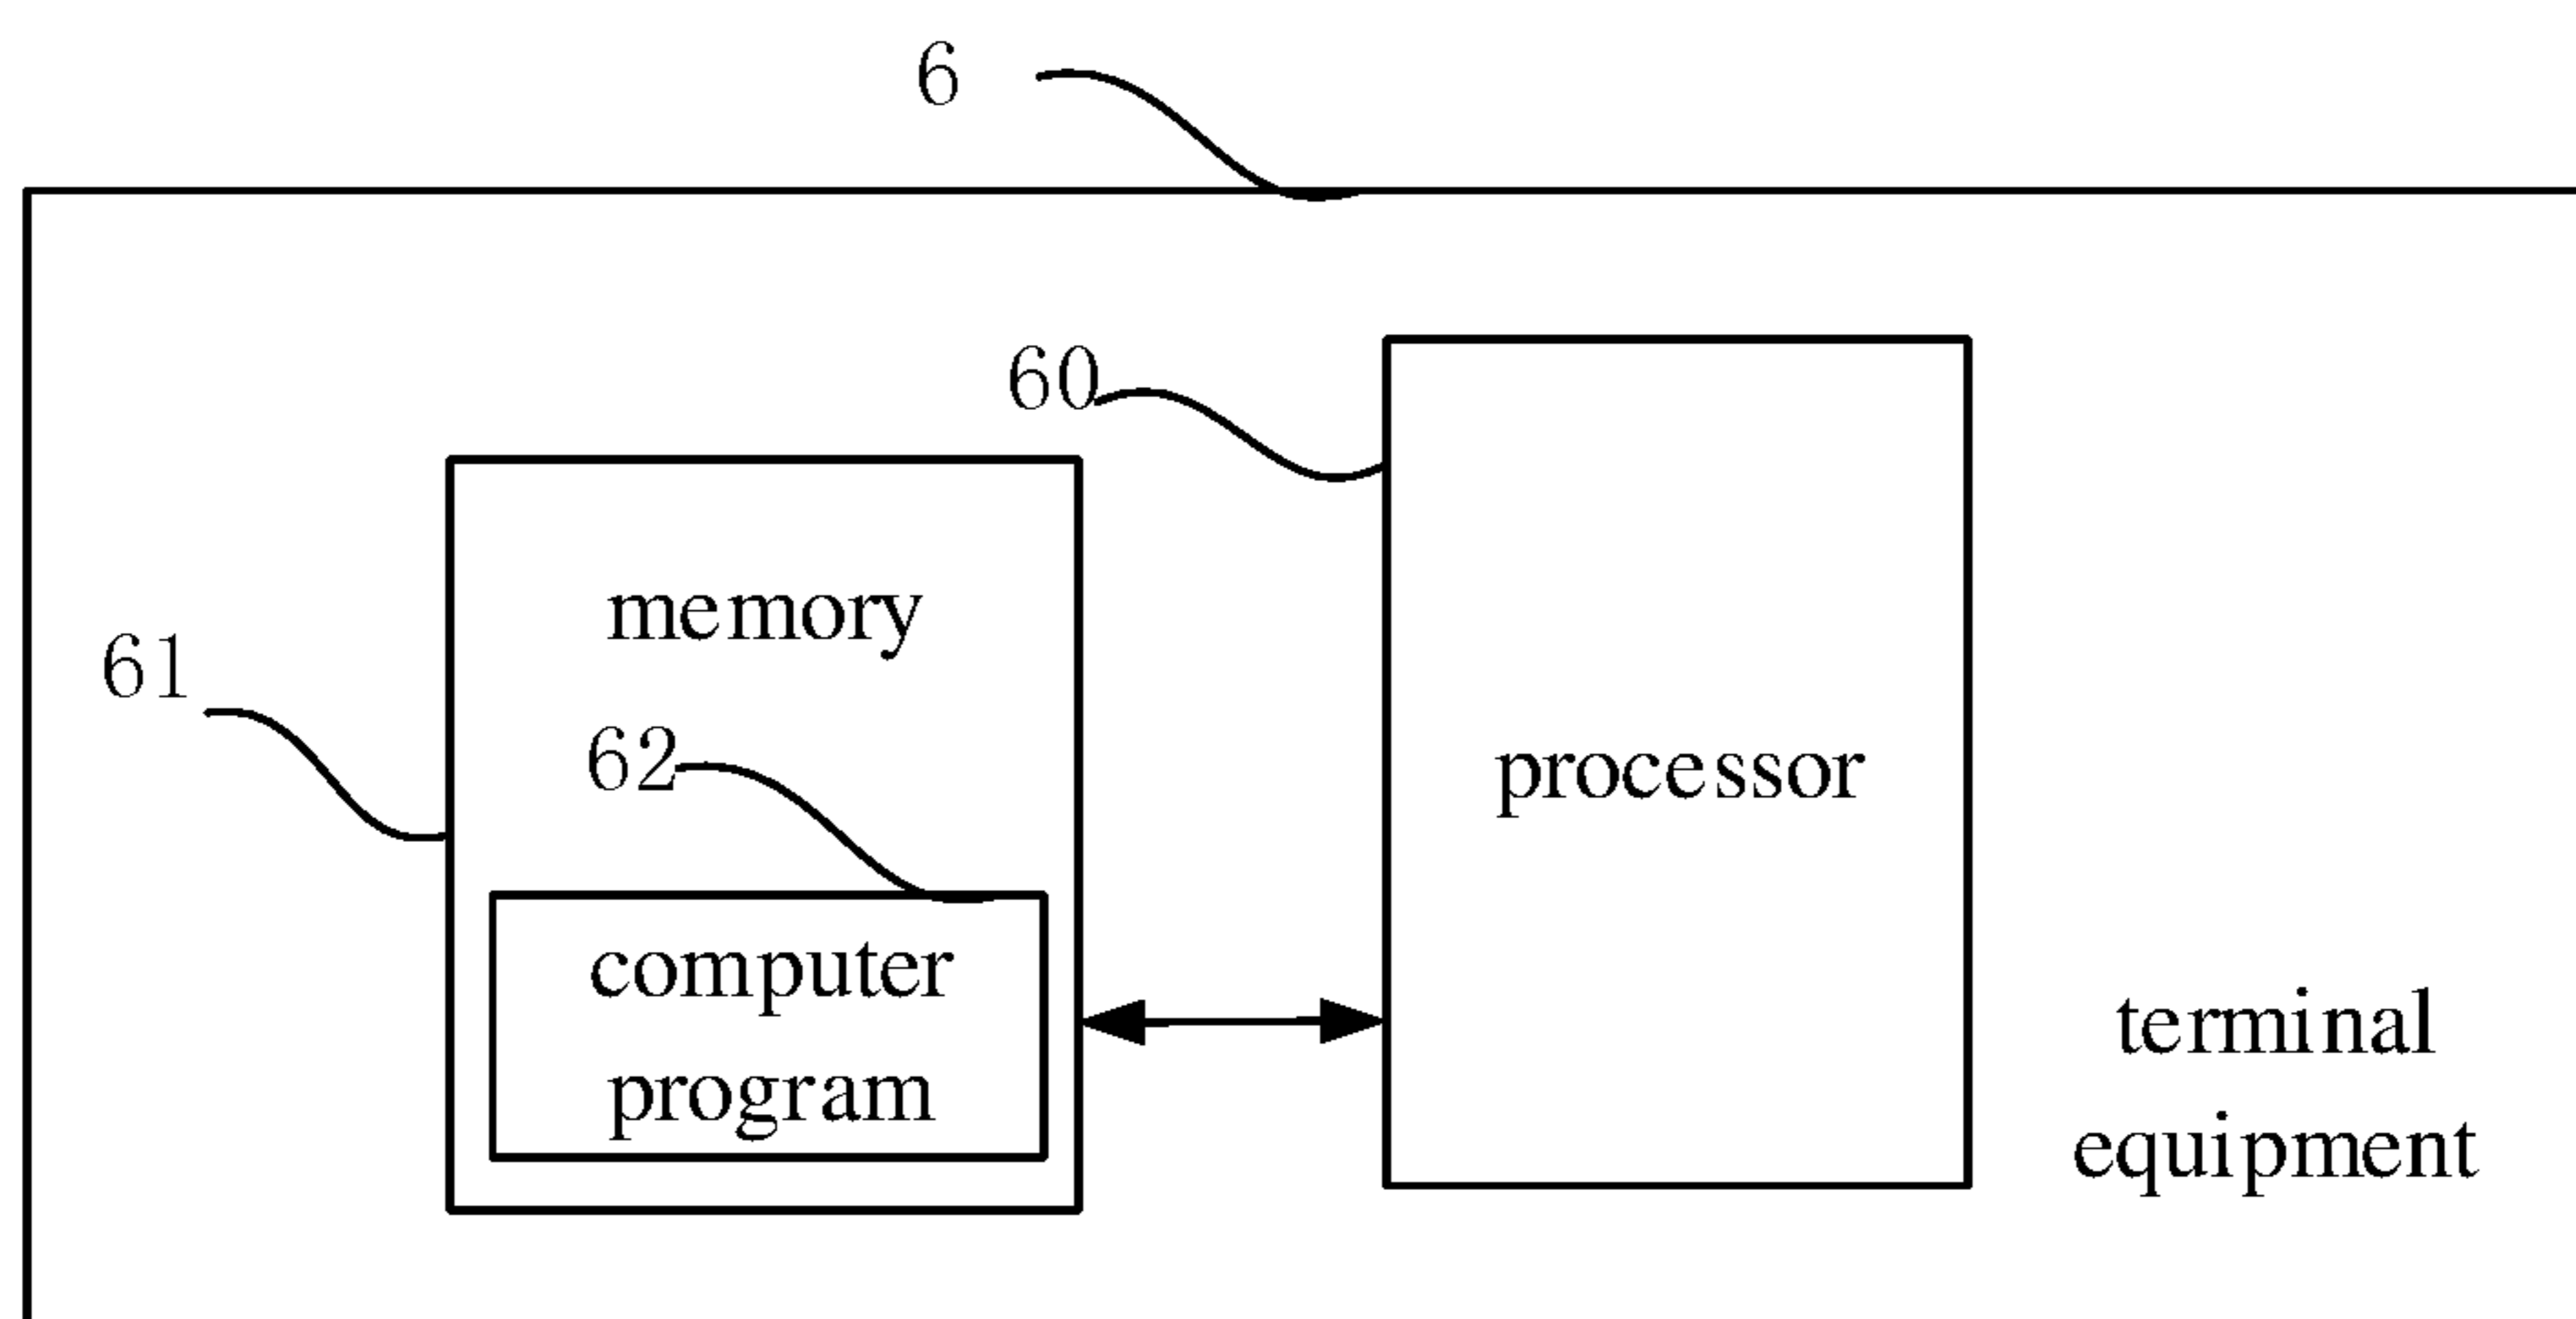 6
60
memory
61
62
processor
computer
program
terminal
equipment